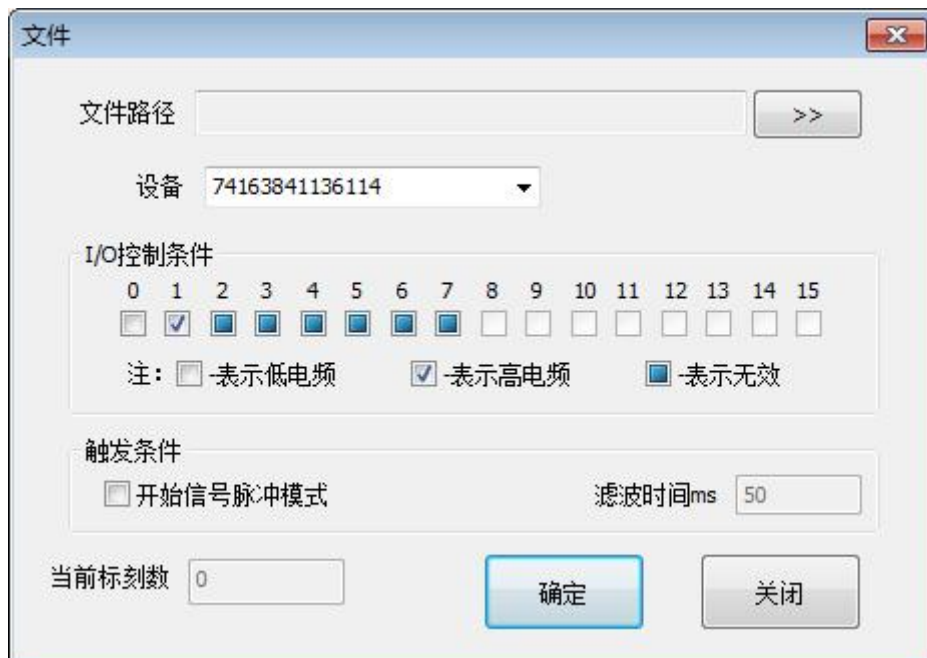 文件
文件路径 >>
设备 74163841136114
I/O控制条件
0 1 2 3 4 5 6 7 8 9 10 11 12 13 14 15
注: -表示低电频 -表示高电频 -表示无效
触发条件
开始信号脉冲模式 滤波时间ms 50
当前标刻数 0 确定 关闭